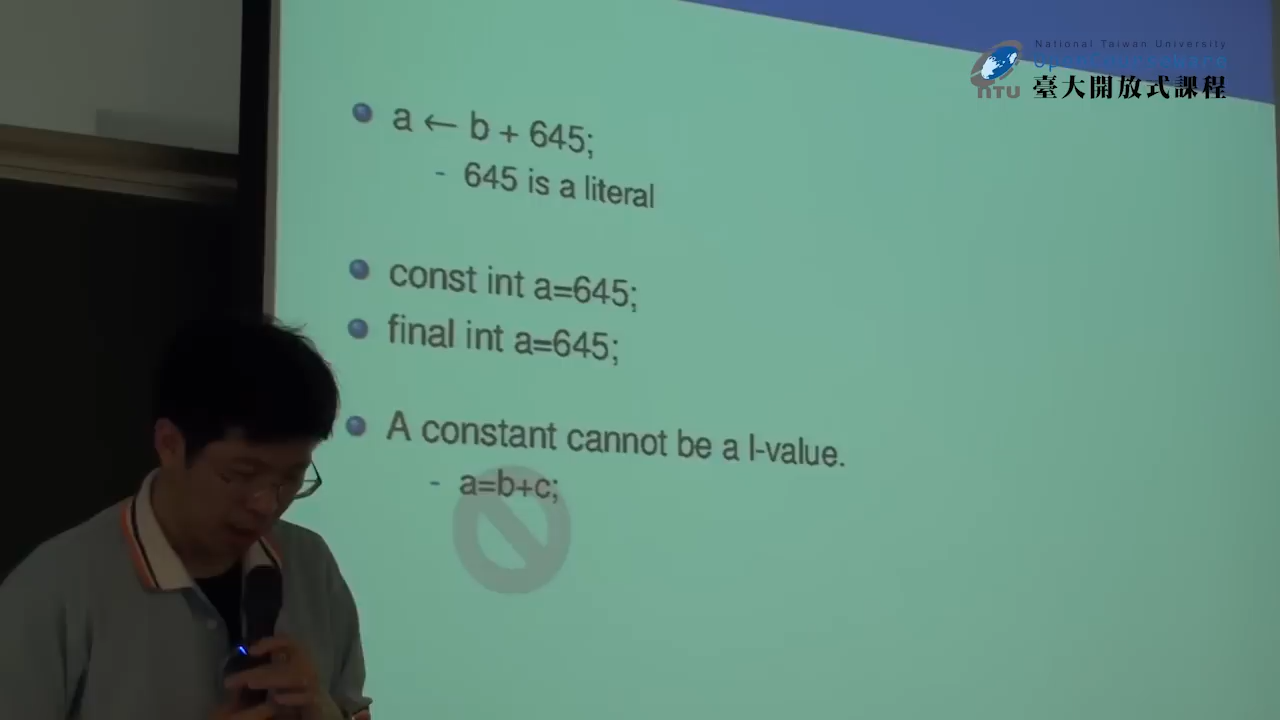 National Taiwan University
臺大開放式課程
NTU
a ← b + 645;
- 645 is a literal
const int a=645;
final int a=645;
A constant cannot be a l-value.
- a=b+c;